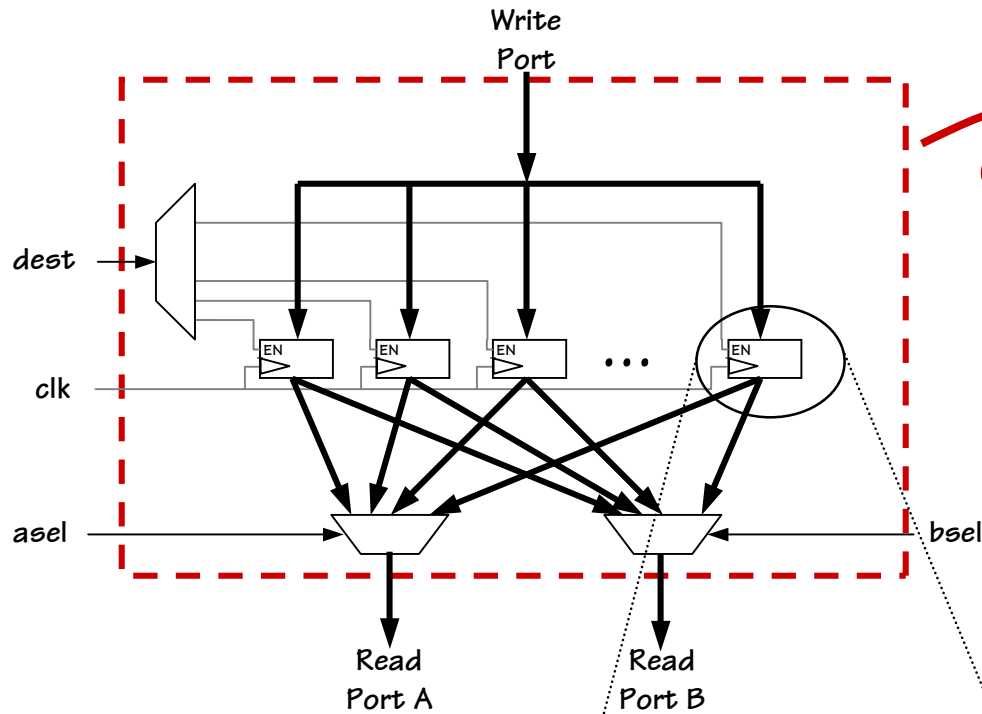 Write
Port
dest
EN
EN
EN
...
EN
clk
asel
bsel
Read
Port A
Read
Port B